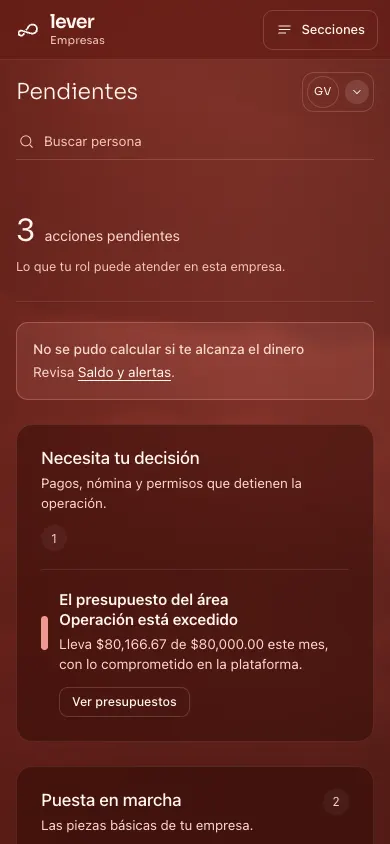 lever
Empresas
Secciones
Pendientes
GV
Buscar persona
3 acciones pendientes
Lo que tu rol puede atender en esta empresa.
No se pudo calcular si te alcanza el dinero
Revisa Saldo y alertas.
Necesita tu decisión
Pagos, nómina y permisos que detienen la
operación.
1
El presupuesto del área
Operación está excedido
Lleva $80,166.67 de $80,000.00 este mes,
con lo comprometido en la plataforma.
Ver presupuestos
Puesta en marcha
2
Las piezas básicas de tu empresa.